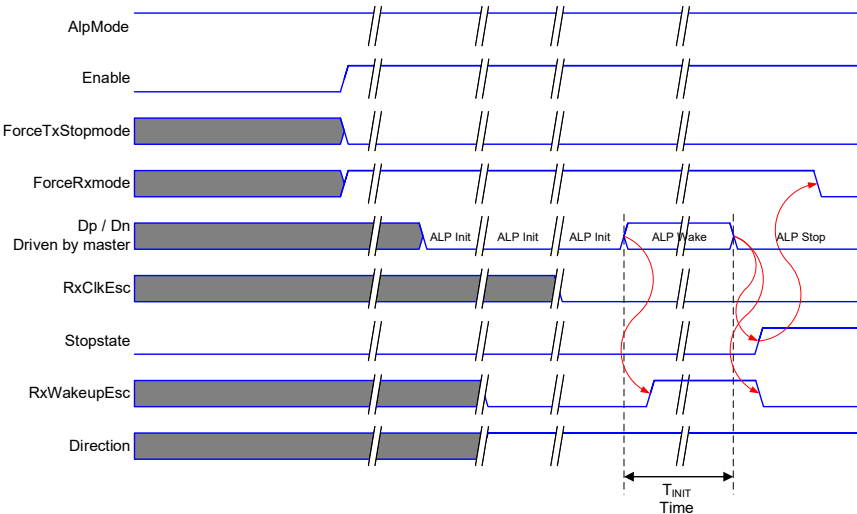 AlpMode
Enable
ForceTxStopmode
ForceRxmode
Dp / Dn
Driven by master
ALP Init
ALP Init
ALP Init
ALP Wake
ALP Stop
RxClkEsc
Stopstate
RxWakeupEsc
Direction
TINIT
Time